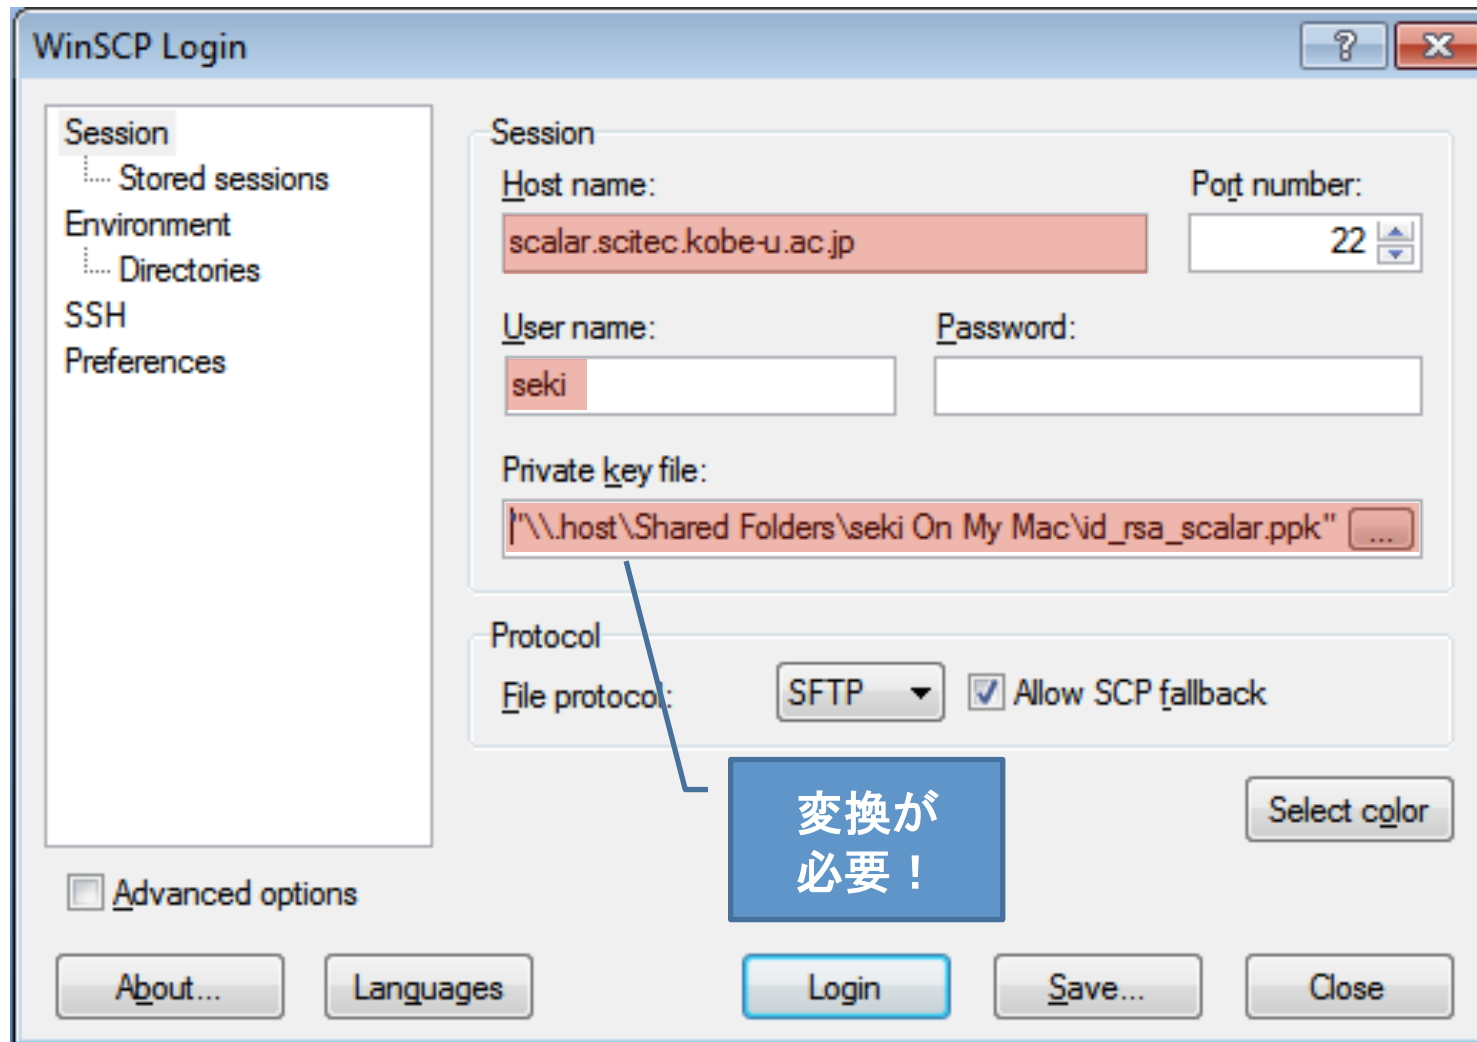 WinSCP Login
Session
Stored sessions
Environment
Directories
SSH
Preferences
Session
Host name:
Port number:
scalar.scitec.kobe-u.ac.jp
22
User name:
Password:
seki
Private key file:
"\\.host\Shared Folders\seki On My Mac\id_rsa_scalar.ppk"
...
Protocol
File protocol:
SFTP
Allow SCP fallback
変換が
必要！
Select color
Advanced options
About...
Languages
Login
Save...
Close